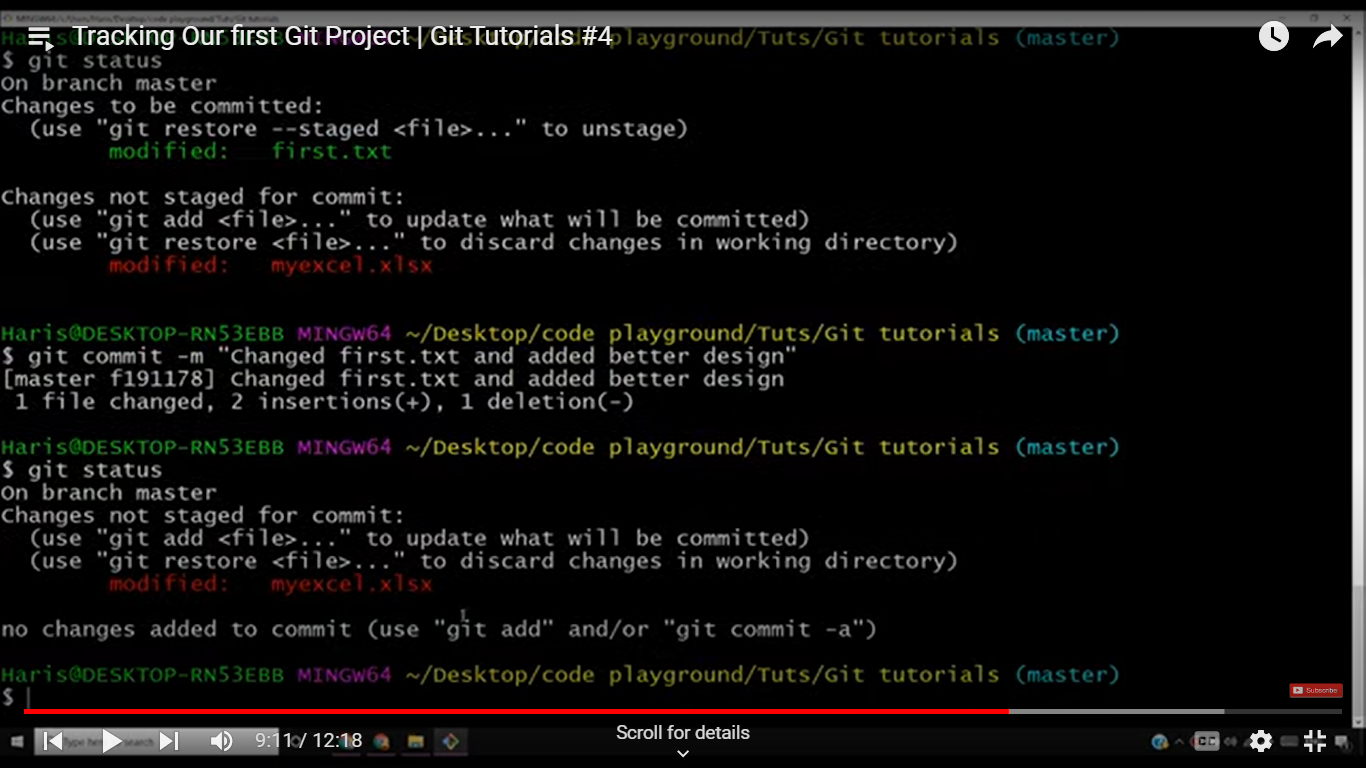 Tracking Our first Git Project | Git Tutorials #4
playground/Tuts/Git tutorials (master)
$ git status
On branch master
Changes to be committed:
(use "git restore --staged <file>..." to unstage)
modified: first.txt
Changes not staged for commit:
(use "git add <file>..." to update what will be committed)
(use "git restore <file>..." to discard changes in working directory)
modified: myexcel.xlsx
Haris@DESKTOP-RN53EBB MINGW64 ~/Desktop/code playground/Tuts/Git tutorials (master)
$ git commit -m "Changed first.txt and added better design"
[master f191178] Changed first.txt and added better design
1 file changed, 2 insertions(+), 1 deletion(-)
Haris@DESKTOP-RN53EBB MINGW64 ~/Desktop/code playground/Tuts/Git tutorials (master)
$ git status
On branch master
Changes not staged for commit:
(use "git add <file>..." to update what will be committed)
(use "git restore <file>..." to discard changes in working directory)
modified: myexcel.xlsx
no changes added to commit (use "git add" and/or "git commit -a")
Haris@DESKTOP-RN53EBB MINGW64 ~/Desktop/code playground/Tuts/Git tutorials (master)
$
Subscribe
Scroll for details
9:11 / 12:18
CC